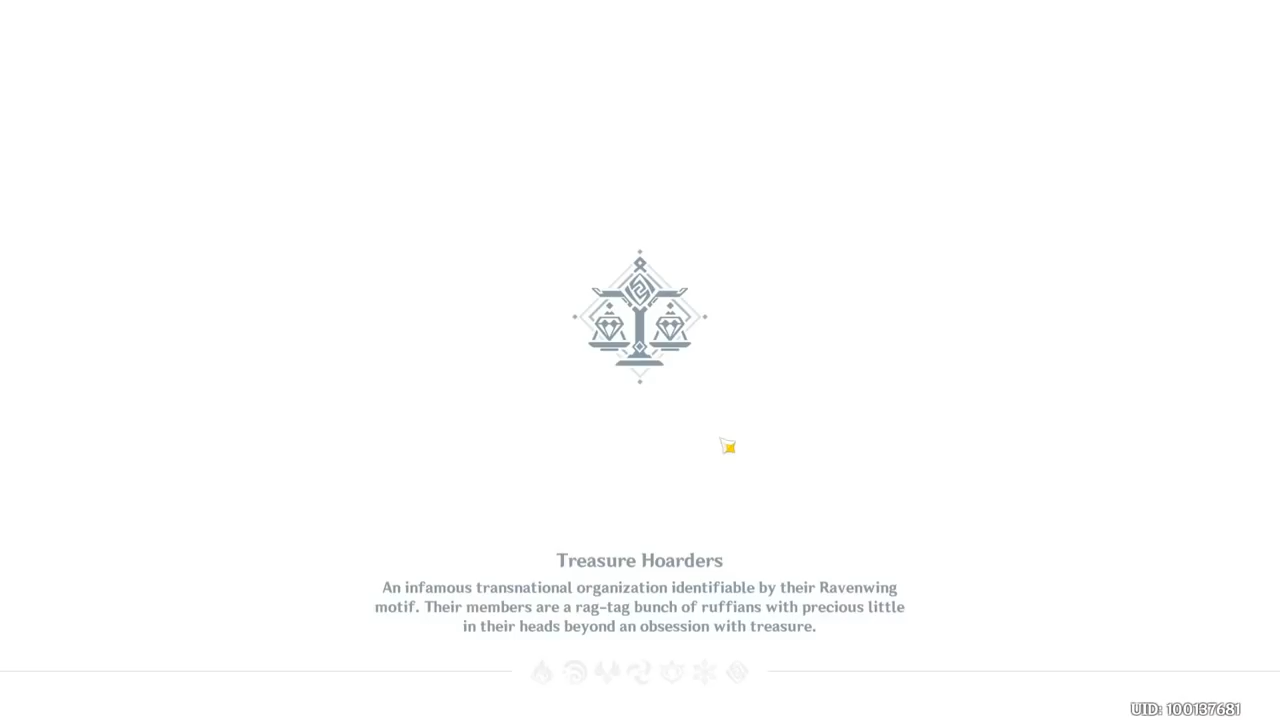 Treasure Hoarders
An infamous transnational organization identifiable by their Ravenwing
motif. Their members are a rag-tag bunch of ruffians with precious little
in their heads beyond an obsession with treasure.
UID: 100137681